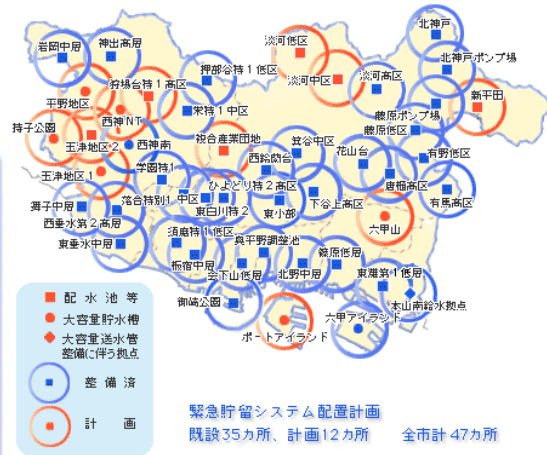 北神戸
岩岡中層
神出高層
淡河低区
北神戸ポンプ場
狩場台特1高区
押部谷特1低区
淡河中区
淡河高区
新平田
平野地区
栄特1中区
藤原ポンプ場
西神NT
持子公園
藤原低区
玉津地区2
西神南
複合産業団地
箕谷中区
花山台
有野低区
西鈴蘭台
学園特1
玉津地区1
ひよどり特2高区
唐櫃高区
舞子中層
落合特別1中区
東白川特2
東小部
下谷上高区
有馬高区
西垂水第2高層
六甲山
東垂水中層
須磨特1低区
奥平野調整池
篠原低層
板宿中層
会下山低層
北野中層
東灘第1低層
御崎公園
本山南給水拠点
ポートアイランド
六甲アイランド
配水池等
大容量貯水槽
大容量送水管
整備に伴う拠点
整備済
計画
緊急貯留システム配置計画
既設35カ所、計画12カ所 全市計47カ所